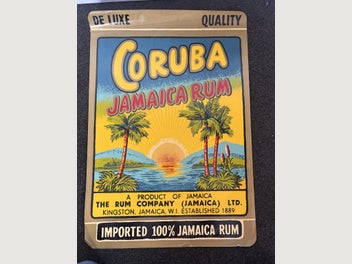 DE LUXE QUALITY
CORUBA
JAMAICA RUM
A PRODUCT OF JAMAICA
THE RUM COMPANY (JAMAICA) LTD.
KINGSTON, JAMAICA, W.I. ESTABLISHED 1889
IMPORTED 100% JAMAICA RUM